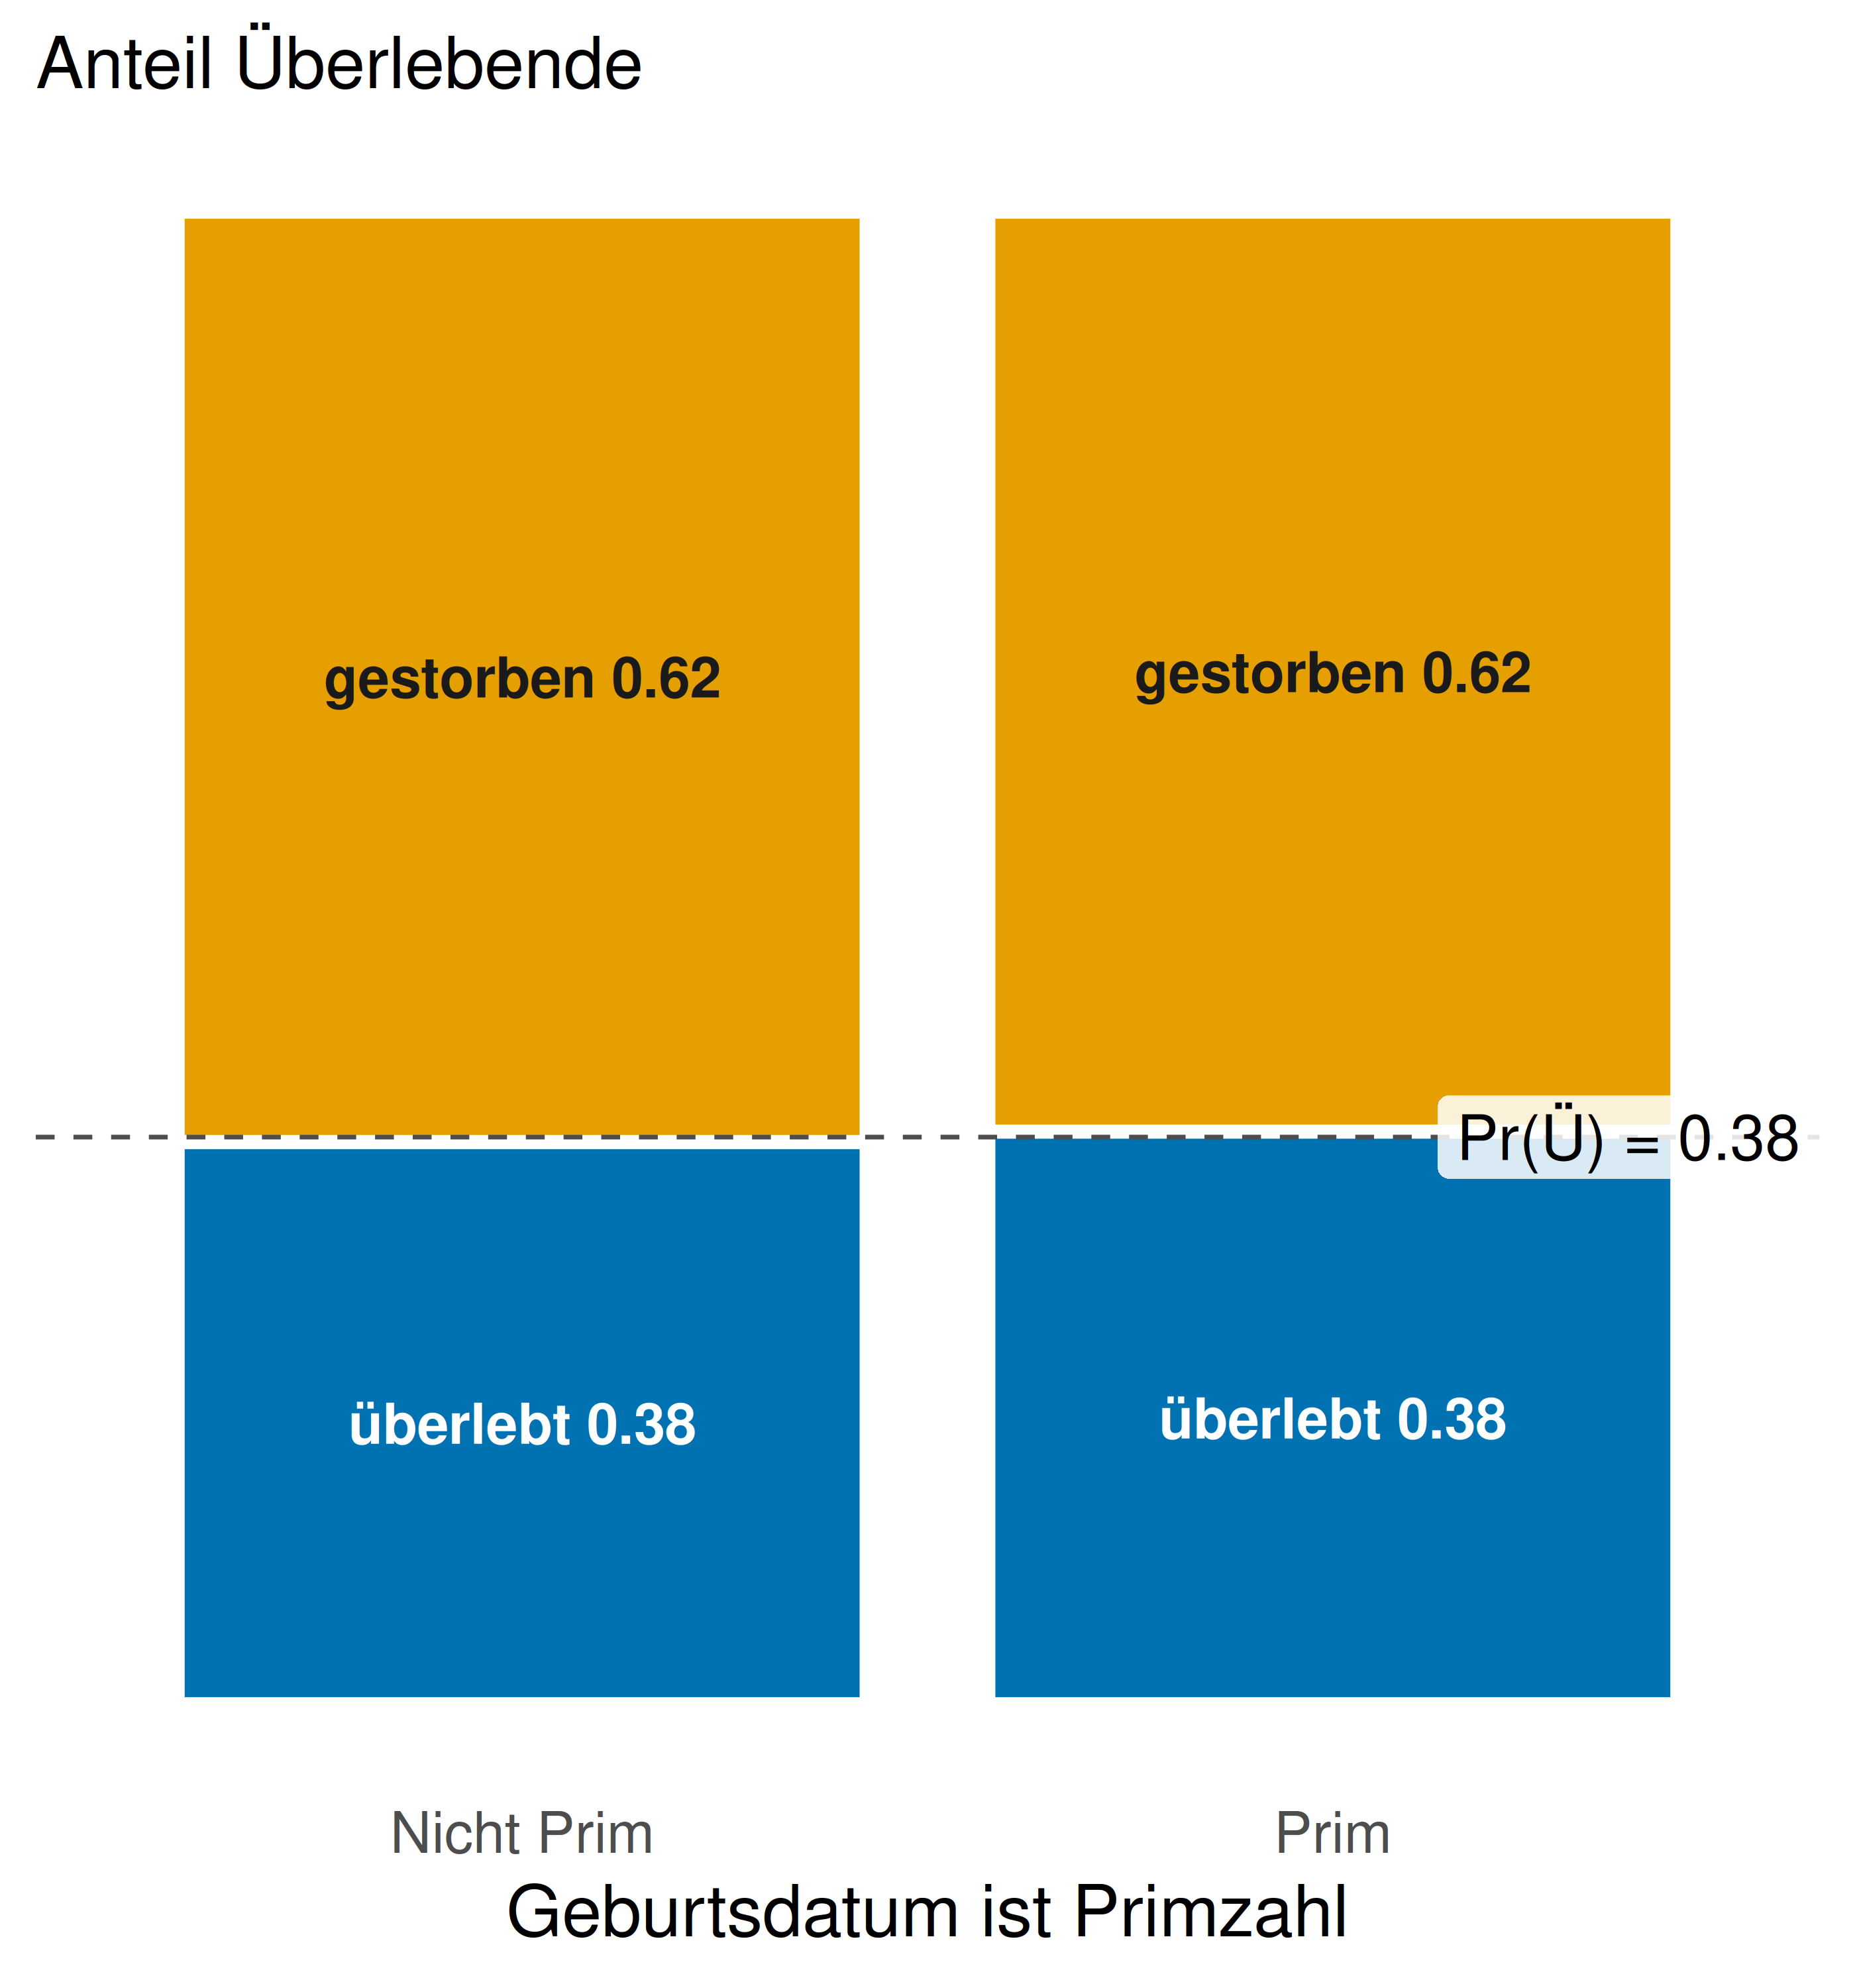 Anteil Überlebende
gestorben 0.62
gestorben 0.62
Pr(Ü) = 0.38
überlebt 0.38
überlebt 0.38
Nicht Prim
Prim
Geburtsdatum ist Primzahl